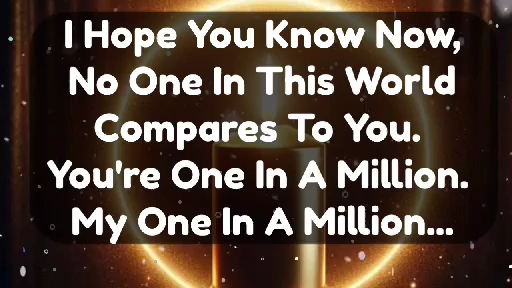 I Hope You Know Now,
No One In This World
Compares To You.
You're One In A Million.
My One In A Million...